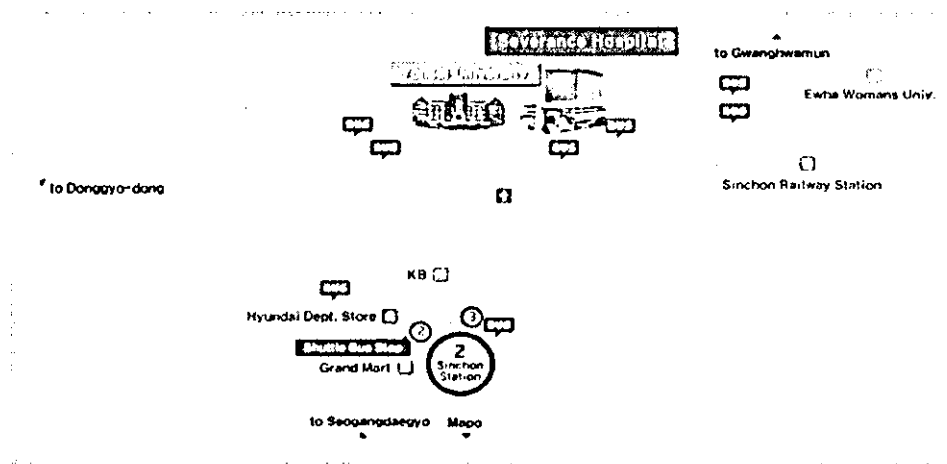 Severance Hospital
to Gwanghwamun
Ewha Womans Univ.
Sinchon Railway Station
to Donggyo-dong
KB
Hyundai Dept. Store
3
2
Shuttle Bus Stop
2
Sinchon
Station
Grand Mart
to Seogangdaegyo
Mapo